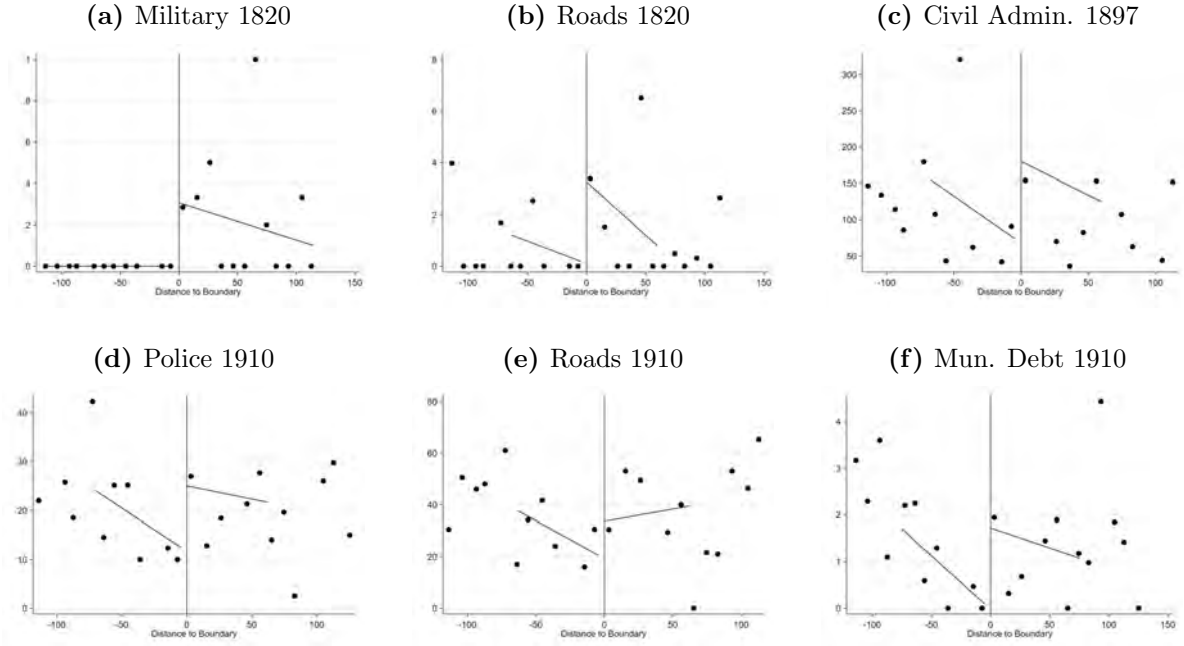 (a) Military 1820
1
.8
.6
.4
.2
0
-100 -50 0 50 100 150
Distance to Boundary
(b) Roads 1820
8
6
4
2
0
-100 -50 0 50 100 150
Distance to Boundary
(c) Civil Admin. 1897
300
250
200
150
100
50
-100 -50 0 50 100
Distance to Boundary
(d) Police 1910
40
30
20
10
0
-100 -50 0 50 100
Distance to Boundary
(e) Roads 1910
80
60
40
20
0
-100 -50 0 50 100
Distance to Boundary
(f) Mun. Debt 1910
4
3
2
1
0
-100 -50 0 50 100 150
Distance to Boundary